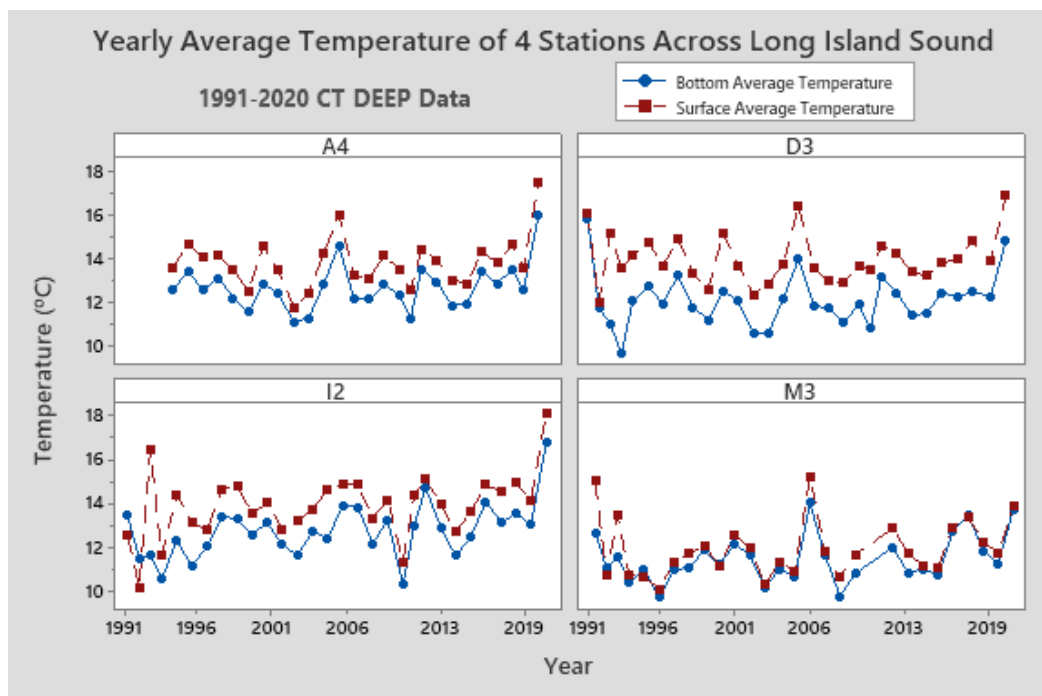 Yearly Average Temperature of 4 Stations Across Long Island Sound
1991-2020 CT DEEP Data
Bottom Average Temperature
Surface Average Temperature
A4
D3
18
16
14
12
10
I2
M3
18
16
14
12
10
1991 1996 2001 2006 2013 2019 1991 1996 2001 2006 2013 2019
Temperature (ºC)
Year